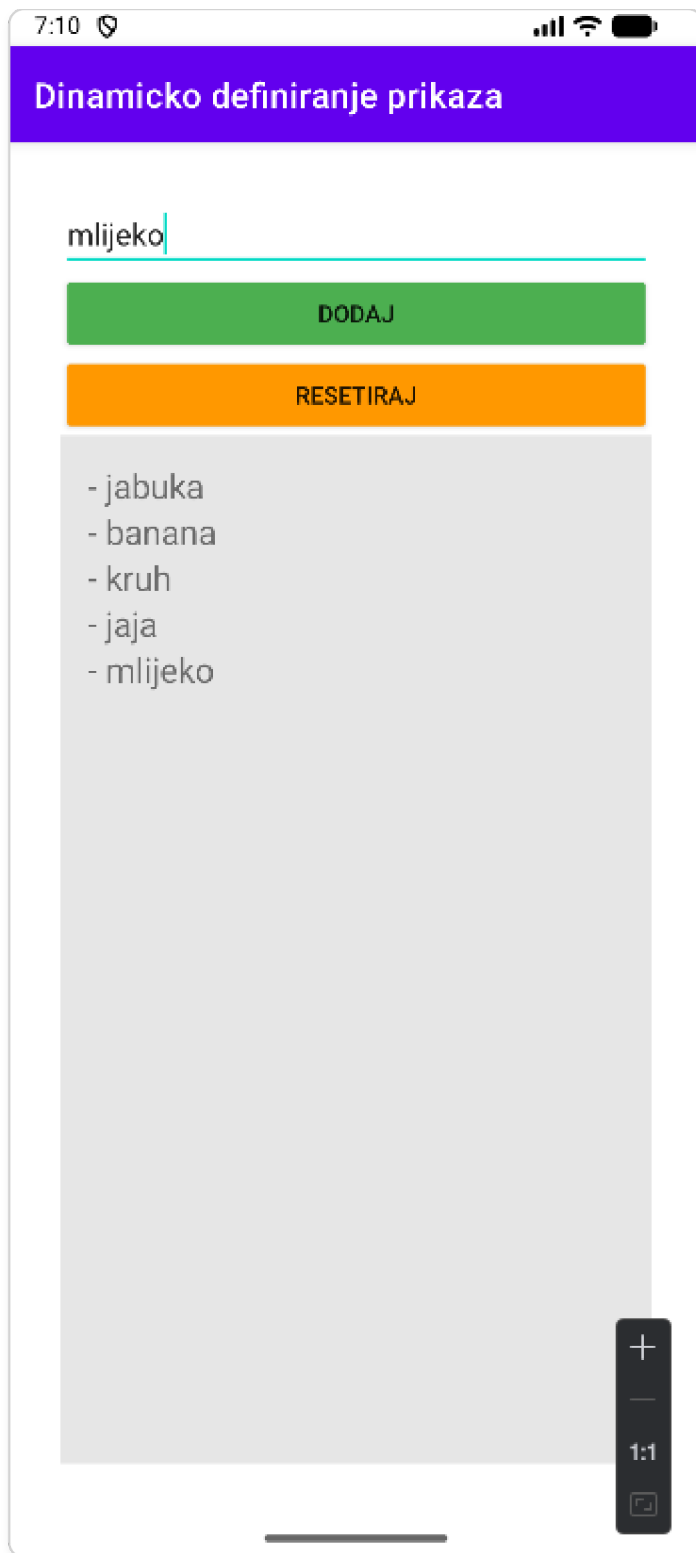 7:10
Dinamicko definiranje prikaza
mlijeko
DODAJ
RESETIRAJ
- jabuka
- banana
- kruh
- jaja
- mlijeko
1:1